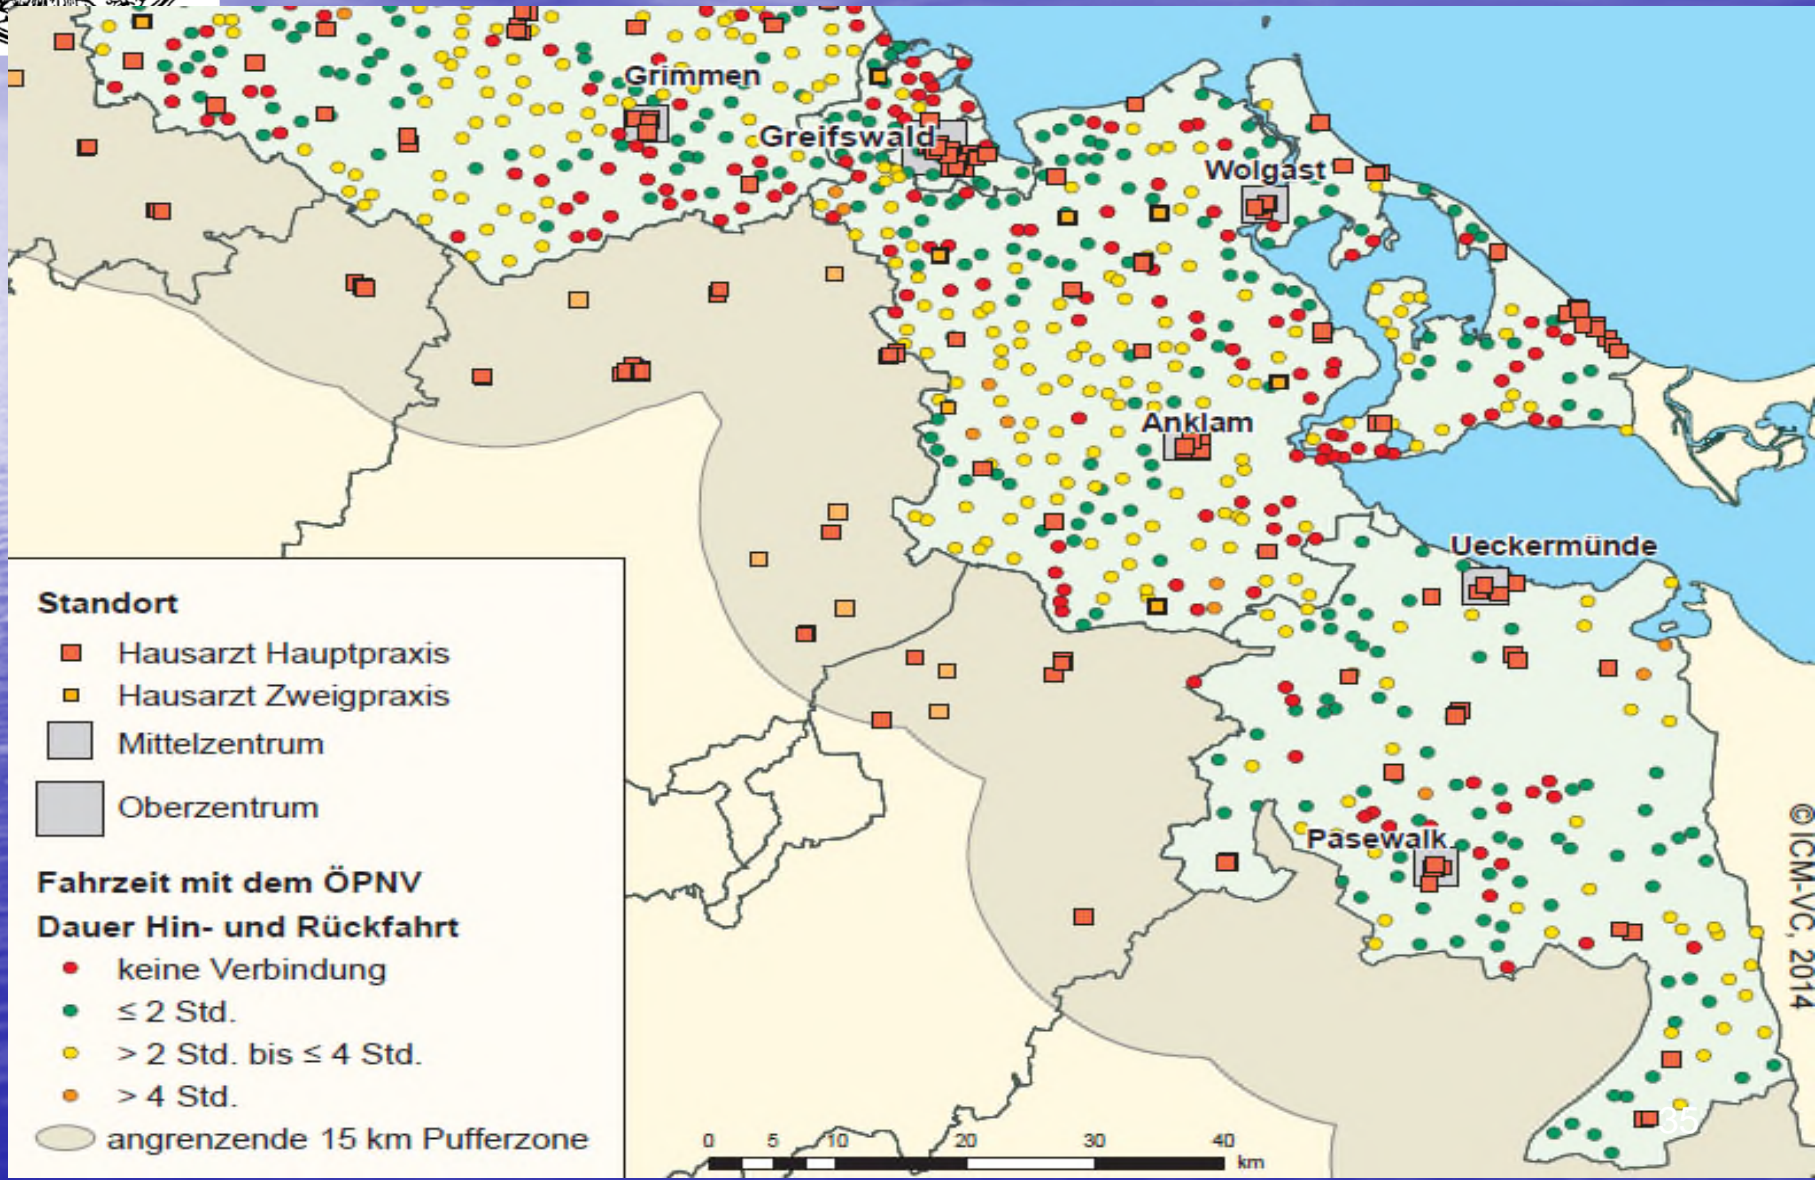 Grimmen
Greifswald
Wolgast
Anklam
Ueckermünde
Pasewalk
Standort
Hausarzt Hauptpraxis
Hausarzt Zweigpraxis
Mittelzentrum
Oberzentrum
Fahrzeit mit dem ÖPNV
Dauer Hin- und Rückfahrt
keine Verbindung
≤ 2 Std.
> 2 Std. bis ≤ 4 Std.
> 4 Std.
angrenzende 15 km Pufferzone
0 5 10 20 30 40
km
©ICM-VC, 2014
35